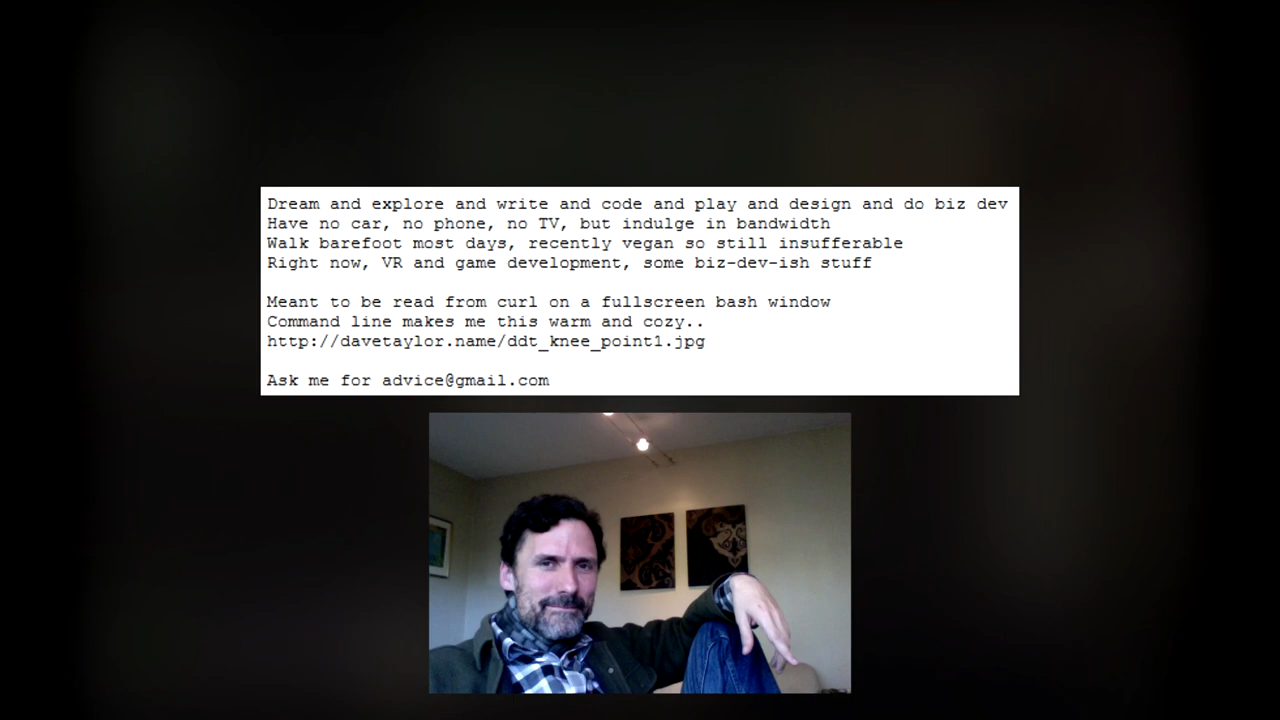 Dream and explore and write and code and play and design and do biz dev
Have no car, no phone, no TV, but indulge in bandwidth
Walk barefoot most days, recently vegan so still insufferable
Right now, VR and game development, some biz-dev-ish stuff
Meant to be read from curl on a fullscreen bash window
Command line makes me this warm and cozy..
http://davetaylor.name/ddt_knee_point1.jpg
Ask me for advice@gmail.com